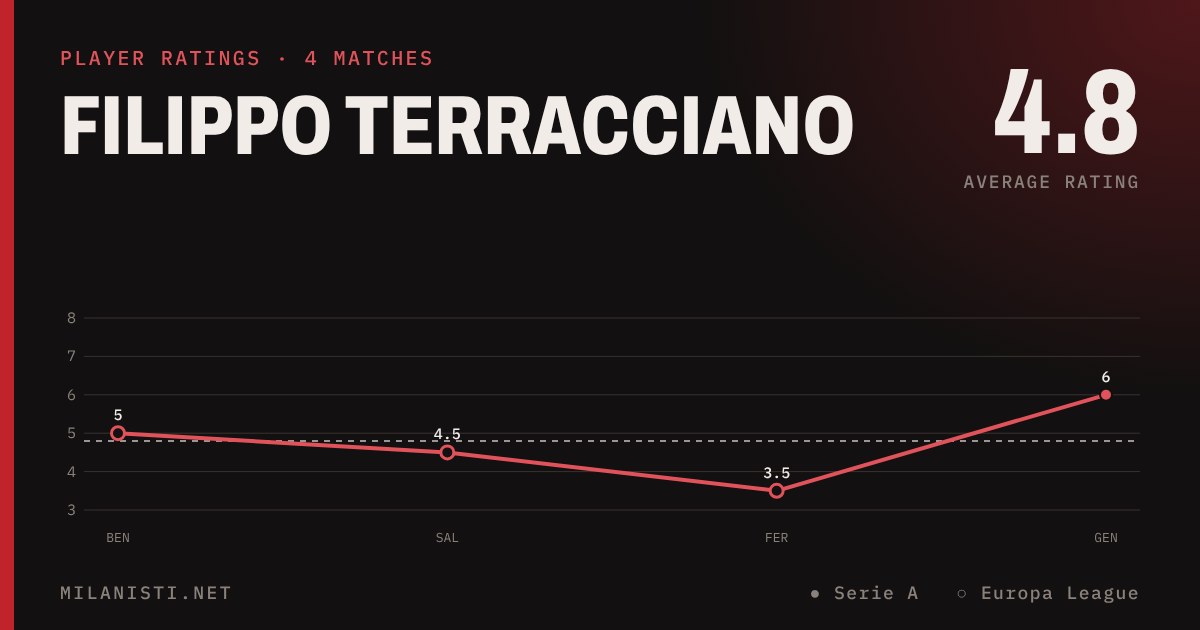 PLAYER RATINGS · 4 MATCHES
FILIPPO TERRACCIANO
4.8
AVERAGE RATING
8
7
6
5
4
3
5
4.5
3.5
6
BEN SAL FER GEN
MILANISTI.NET
● Serie A ○ Europa League